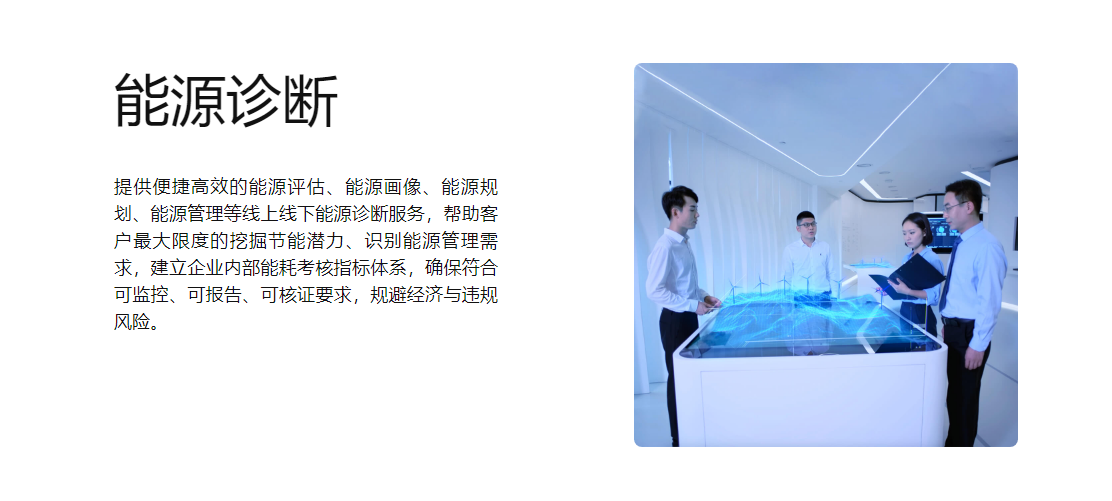 能源诊断
提供便捷高效的能源评估、能源画像、能源规
划、能源管理等线上线下能源诊断服务，帮助客
户最大限度的挖掘节能潜力、识别能源管理需
求，建立企业内部能耗考核指标体系，确保符合
可监控、可报告、可核证要求，规避经济与违规
风险。